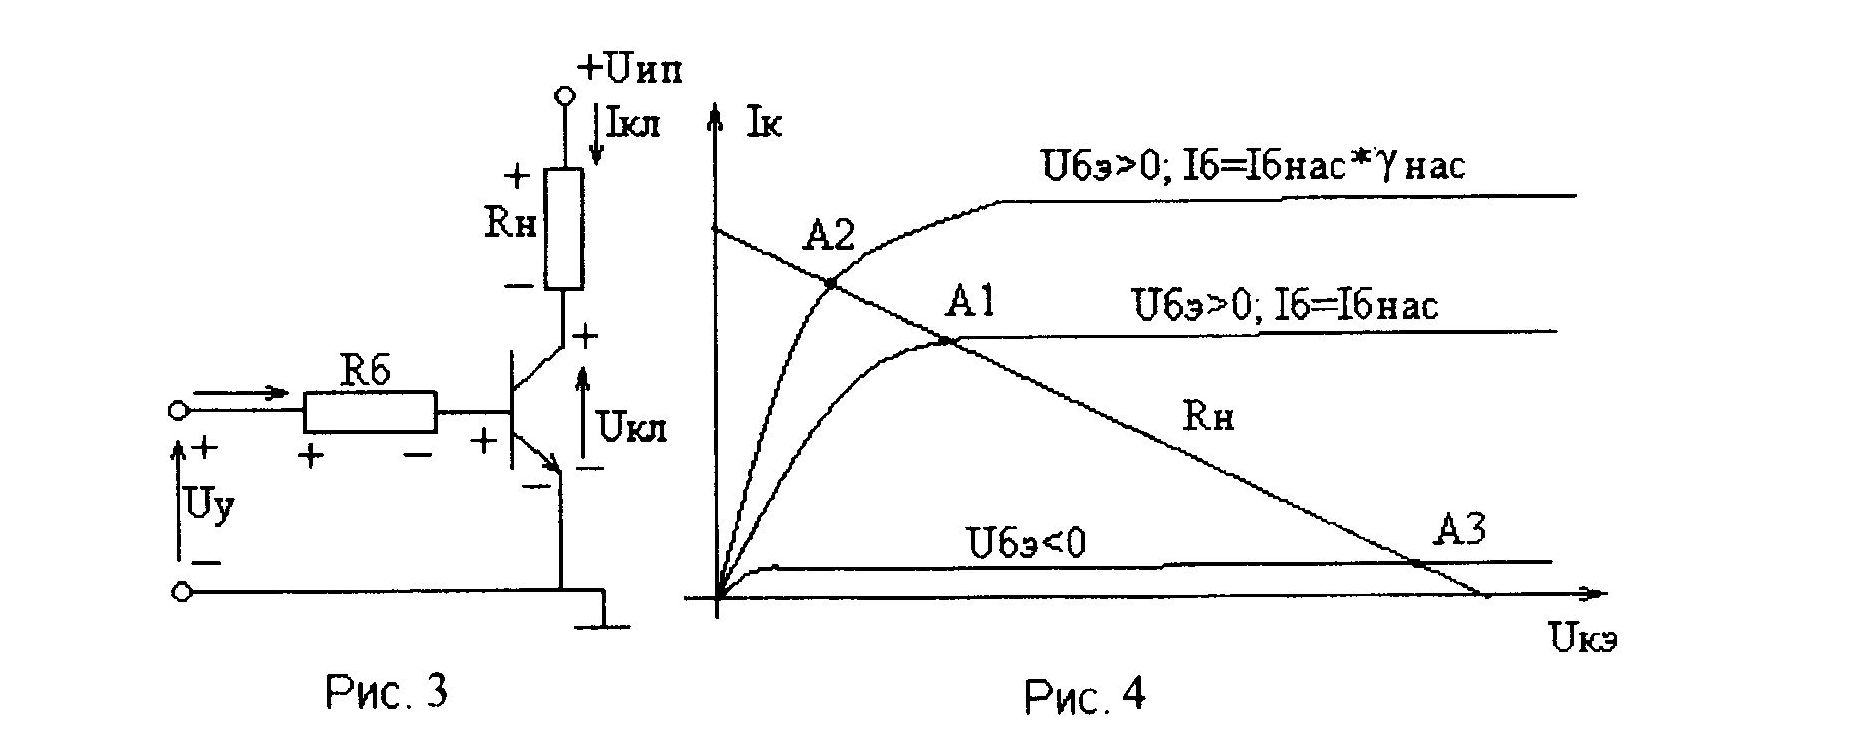 +Uип
Iкл
+
Rн
−
+
Uкл
−
Rб
+
+
−
+
−
Uу
−
Рис. 3
Iк
Uбэ>0; Iб=Iбнас*γнас
A2
A1
Uбэ>0; Iб=Iбнас
Rн
A3
Uбэ<0
Uкэ
Рис. 4